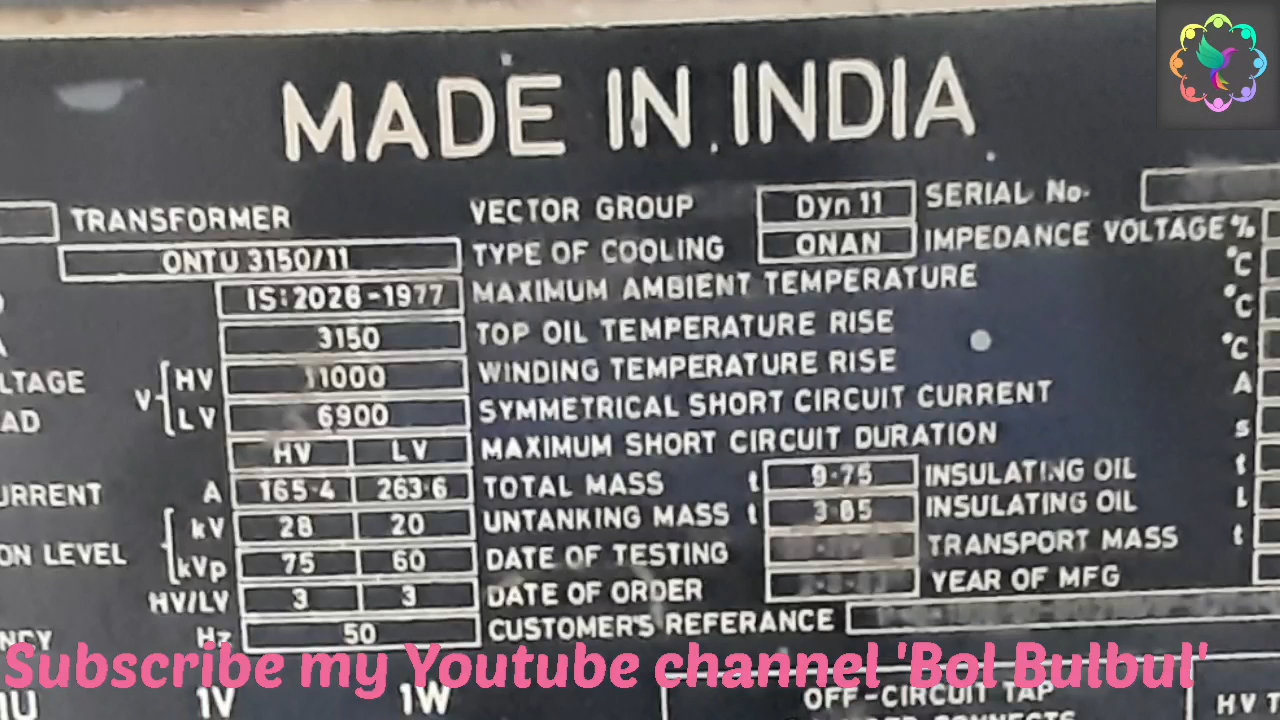 MADE IN INDIA
TRANSFORMER
VECTOR GROUP Dyn 11 SERIAL No.
ONTU 3150/11 TYPE OF COOLING ONAN IMPEDANCE VOLTAGE %
IS:2026-1977 MAXIMUM AMBIENT TEMPERATURE °C
3150 TOP OIL TEMPERATURE RISE °C
LTAGE V HV 11000 WINDING TEMPERATURE RISE °C
AD LV 6900 SYMMETRICAL SHORT CIRCUIT CURRENT A
HV LV MAXIMUM SHORT CIRCUIT DURATION s
URRENT A 165.4 263.6 TOTAL MASS t 9.75 INSULATING OIL t
kV 28 20 UNTANKING MASS t 3.85 INSULATING OIL L
ON LEVEL kVp 75 60 DATE OF TESTING TRANSPORT MASS t
HV/LV 3 3 DATE OF ORDER YEAR OF MFG
NCY Hz 50 CUSTOMER'S REFERANCE
Subscribe my Youtube channel 'Bol Bulbul'
1U 1V 1W OFF-CIRCUIT TAP HV T
CONNECTS